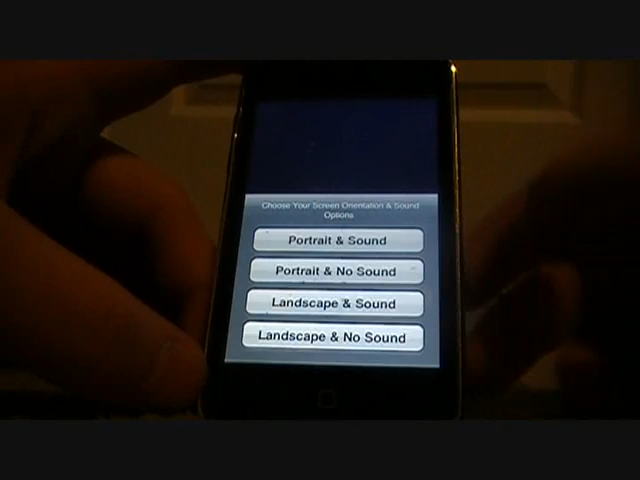 Choose Your Screen Orientation & Sound
Options
Portrait & Sound
Portrait & No Sound
Landscape & Sound
Landscape & No Sound